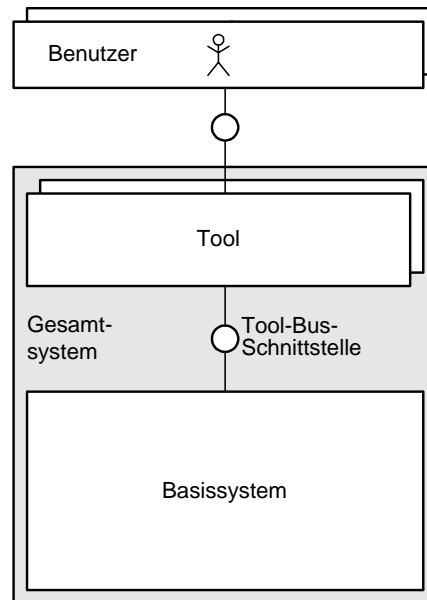 Benutzer
Tool
Gesamt-
system
Tool-Bus-
Schnittstelle
Basissystem